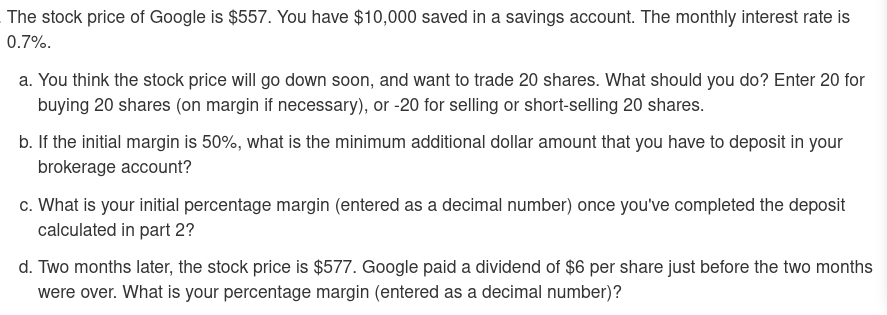 The stock price of Google is $557. You have $10,000 saved in a savings account. The monthly interest rate is
0.7%.
a. You think the stock price will go down soon, and want to trade 20 shares. What should you do? Enter 20 for
buying 20 shares (on margin if necessary), or -20 for selling or short-selling 20 shares.
b. If the initial margin is 50%, what is the minimum additional dollar amount that you have to deposit in your
brokerage account?
c. What is your initial percentage margin (entered as a decimal number) once you've completed the deposit
calculated in part 2?
d. Two months later, the stock price is $577. Google paid a dividend of $6 per share just before the two months
were over. What is your percentage margin (entered as a decimal number)?